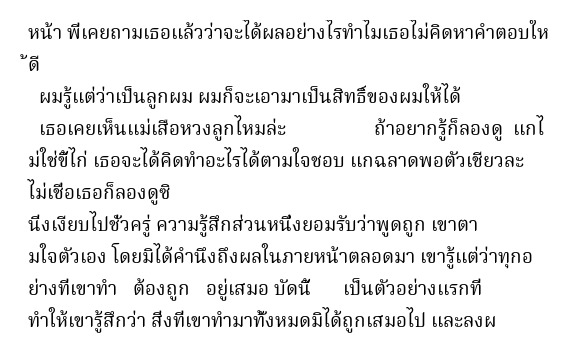 หน้า พี่เคยถามเธอแล้วว่าจะได้ผลอย่างไรทำไมเธอไม่คิดหาคำตอบให
้ดี
ผมรู้แต่ว่าเป็นลูกผม ผมก็จะเอามาเป็นสิทธิ์ของผมให้ได้
เธอเคยเห็นแม่เสือหวงลูกไหมล่ะ ถ้าอยากรู้ก็ลองดู แกไ
ม่ใช่ขี้ไก่ เธอจะได้คิดทำอะไรได้ตามใจชอบ แกฉลาดพอตัวเชียวละ
ไม่เชื่อเธอก็ลองดูซิ
นึ่งเงียบไปชั่วครู่ ความรู้สึกส่วนหนึ่งยอมรับว่าพูดถูก เขาตา
มใจตัวเอง โดยมิได้คำนึงถึงผลในภายหน้าตลอดมา เขารู้แต่ว่าทุกอ
ย่างที่เขาทำ ต้องถูก อยู่เสมอ บัดนี้ เป็นตัวอย่างแรกที่
ทำให้เขารู้สึกว่า สิ่งที่เขาทำมาทั้งหมดมิได้ถูกเสมอไป และลงผ